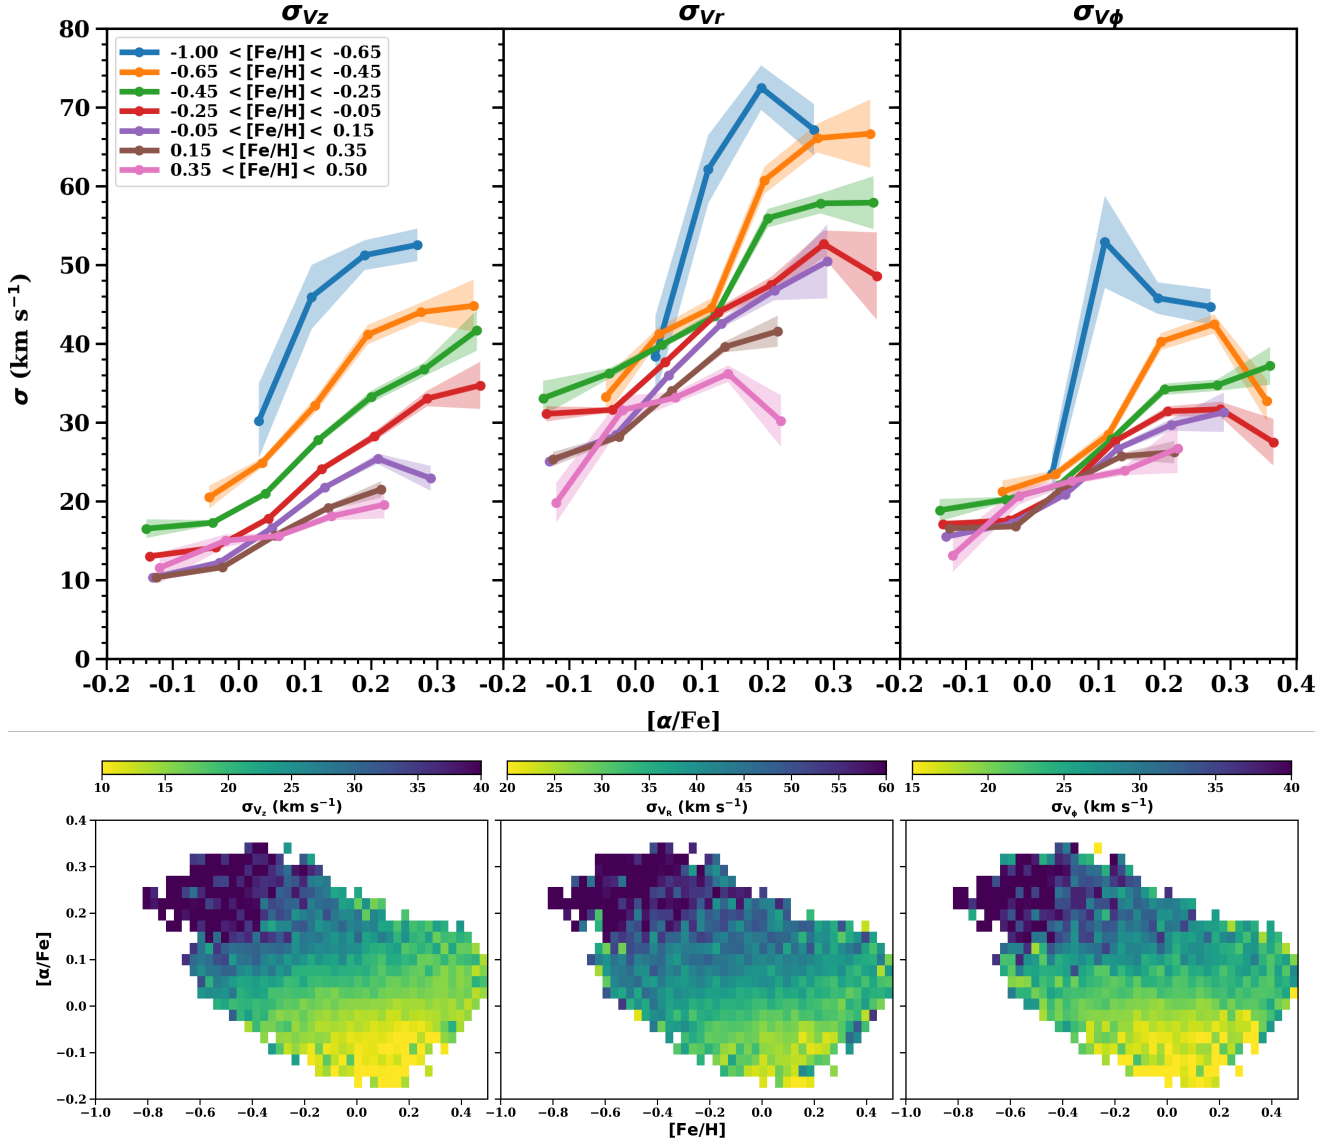 σVz σVr σVϕ
80
70
60
50
40
30
20
10
0
σ (km s⁻¹)
-1.00 < [Fe/H] < -0.65
-0.65 < [Fe/H] < -0.45
-0.45 < [Fe/H] < -0.25
-0.25 < [Fe/H] < -0.05
-0.05 < [Fe/H] < 0.15
0.15 < [Fe/H] < 0.35
0.35 < [Fe/H] < 0.50
-0.2 -0.1 0.0 0.1 0.2 0.3 -0.2 -0.1 0.0 0.1 0.2 0.3 -0.2 -0.1 0.0 0.1 0.2 0.3 0.4
[α/Fe]
10 15 20 25 30 35 40 20 25 30 35 40 45 50 55 60 15 20 25 30 35 40
σVz (km s⁻¹) σVR (km s⁻¹) σVϕ (km s⁻¹)
0.4
0.3
0.2
0.1
0.0
−0.1
−0.2
[α/Fe]
−1.0 −0.8 −0.6 −0.4 −0.2 0.0 0.2 0.4 −1.0 −0.8 −0.6 −0.4 −0.2 0.0 0.2 0.4 −1.0 −0.8 −0.6 −0.4 −0.2 0.0 0.2 0.4
[Fe/H]